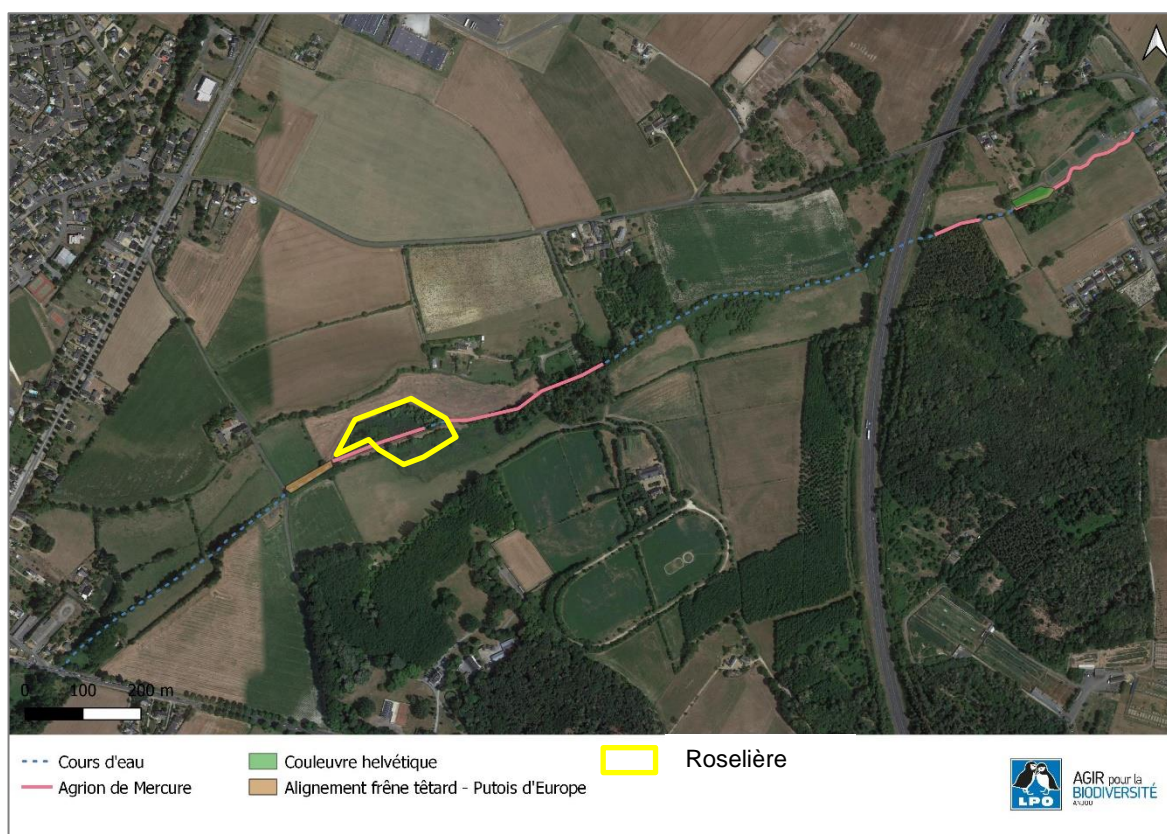 0 100 200 m
Cours d'eau
Agrion de Mercure
Couleuvre helvétique
Alignement frêne têtard - Putois d'Europe
Roselière
LPO
AGIR pour la
BIODIVERSITÉ
ANJOU